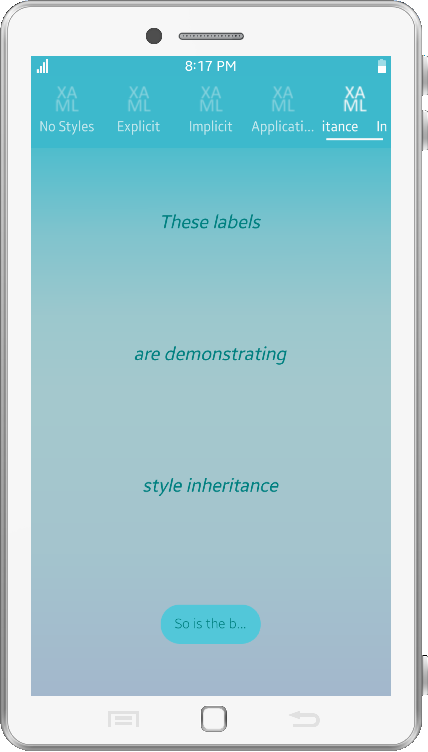 8:17 PM
XA
ML
XA
ML
XA
ML
XA
ML
XA
ML
No Styles
Explicit
Implicit
Applicati...
itance
In
These labels
are demonstrating
style inheritance
So is the b...